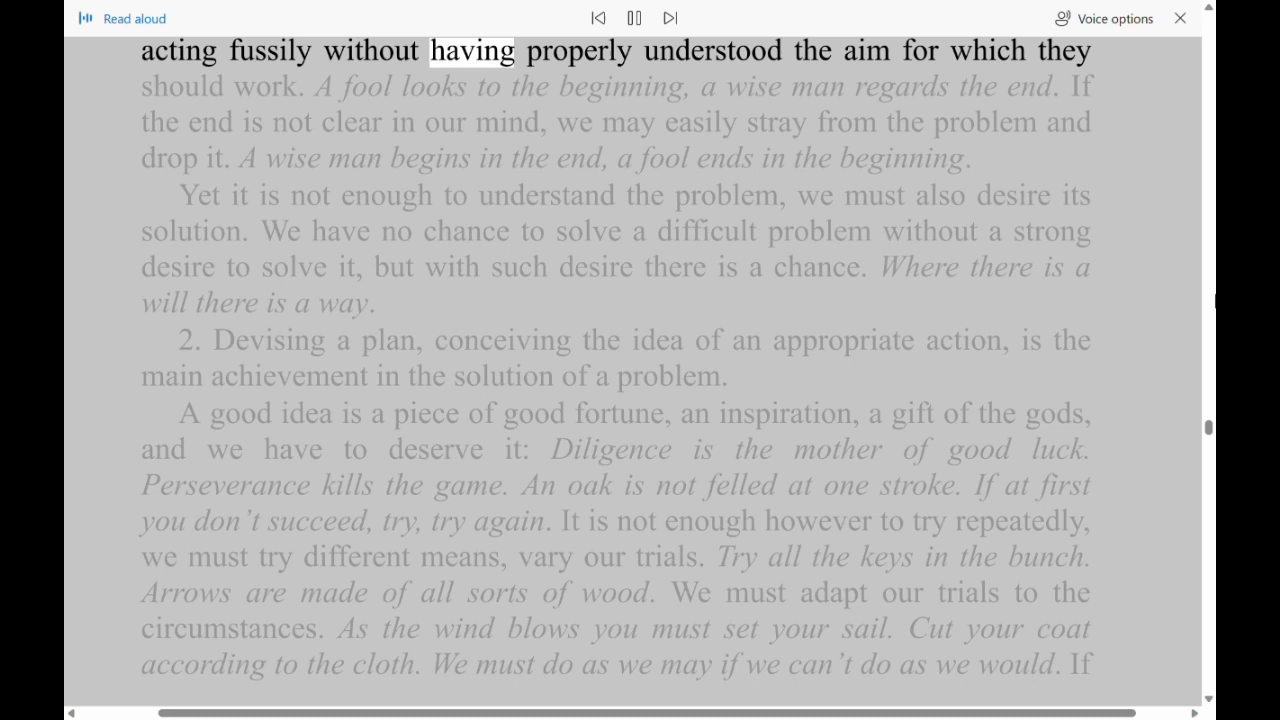 Read aloud
Voice options
acting fussily without having properly understood the aim for which they
should work. A fool looks to the beginning, a wise man regards the end. If
the end is not clear in our mind, we may easily stray from the problem and
drop it. A wise man begins in the end, a fool ends in the beginning.
Yet it is not enough to understand the problem, we must also desire its
solution. We have no chance to solve a difficult problem without a strong
desire to solve it, but with such desire there is a chance. Where there is a
will there is a way.
2. Devising a plan, conceiving the idea of an appropriate action, is the
main achievement in the solution of a problem.
A good idea is a piece of good fortune, an inspiration, a gift of the gods,
and we have to deserve it: Diligence is the mother of good luck.
Perseverance kills the game. An oak is not felled at one stroke. If at first
you don’t succeed, try, try again. It is not enough however to try repeatedly,
we must try different means, vary our trials. Try all the keys in the bunch.
Arrows are made of all sorts of wood. We must adapt our trials to the
circumstances. As the wind blows you must set your sail. Cut your coat
according to the cloth. We must do as we may if we can’t do as we would. If